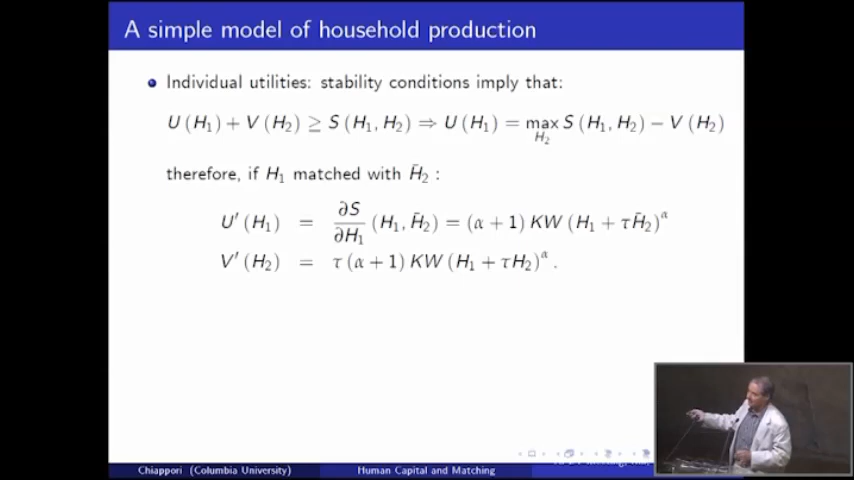 A simple model of household production
Individual utilities: stability conditions imply that:
U (H₁) + V (H₂) ≥ S (H₁, H₂) ⇒ U (H₁) = max_{H₂} S (H₁, H₂) − V (H₂)
therefore, if H₁ matched with H̄₂ :
U′ (H₁) = ∂S/∂H₁ (H₁, H̄₂) = (α + 1) KW (H₁ + τH̄₂)^α
V′ (H₂) = τ (α + 1) KW (H₁ + τH₂)^α .
Chiappori (Columbia University) Human Capital and Matching